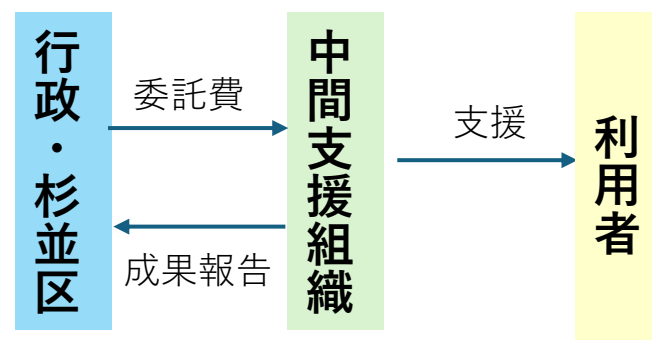 行政・杉並区
委託費
成果報告
中間支援組織
支援
利用者